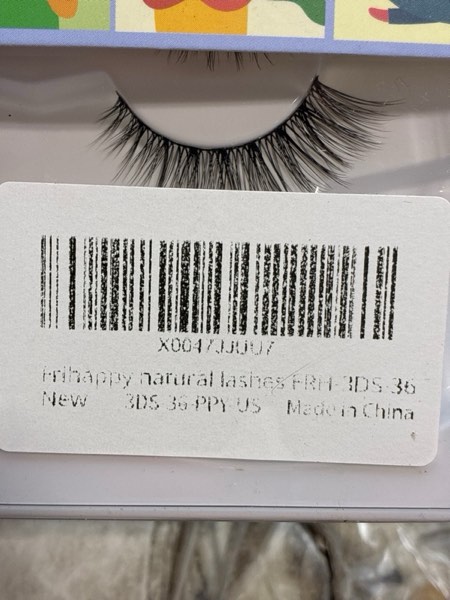 X0047JJUU7
Frihappy natural lashes FRH-3DS-36
New 3DS-36-PPY-US Made in China